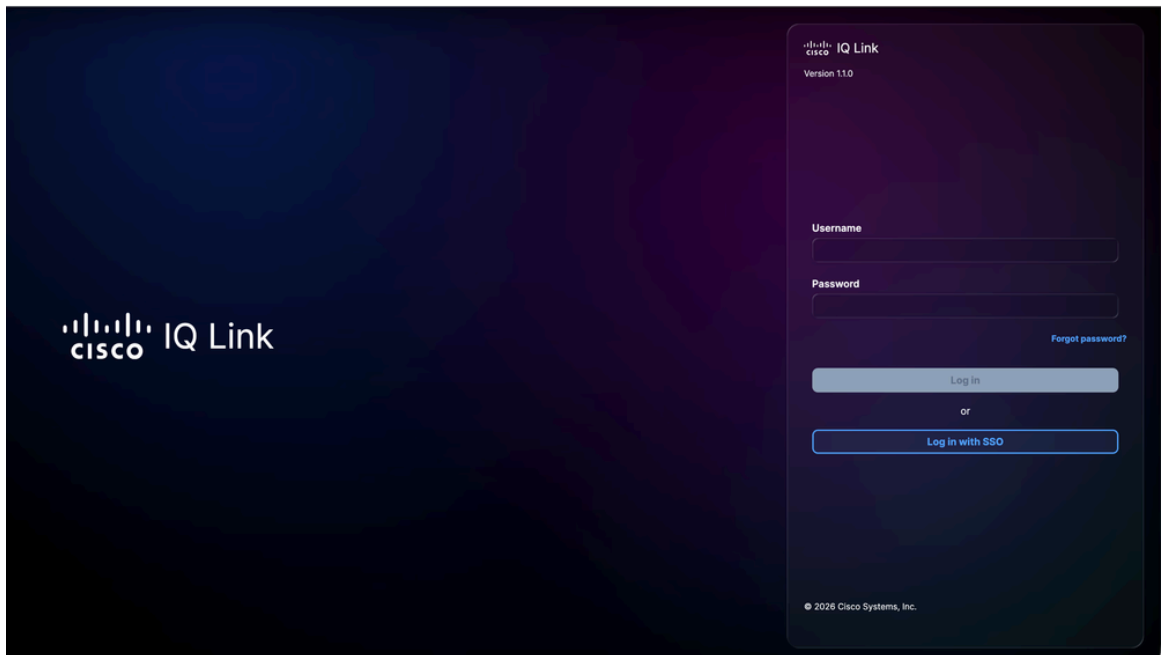 cisco IQ Link
cisco IQ Link
Version 1.1.0
Username
Password
Forgot password?
Log in
or
Log in with SSO
© 2026 Cisco Systems, Inc.